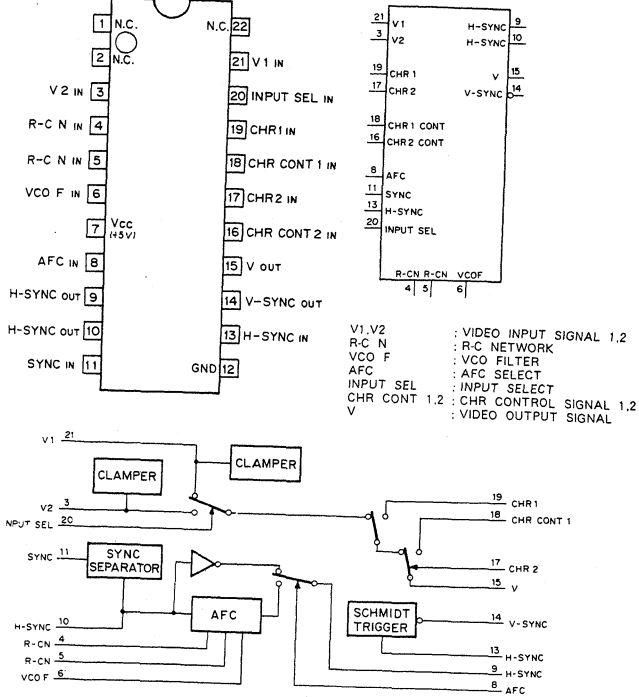 1 N.C.
2 N.C.
V 2 IN 3
R-C N IN 4
R-C N IN 5
VCO F IN 6
7 VCC (+5V)
AFC IN 8
H-SYNC OUT 9
H-SYNC OUT 10
SYNC IN 11
N.C. 22
21 V 1 IN
20 INPUT SEL IN
19 CHR1 IN
18 CHR CONT 1 IN
17 CHR2 IN
16 CHR CONT 2 IN
15 V OUT
14 V-SYNC OUT
13 H-SYNC IN
GND 12
21 V1
3 V2
19 CHR 1
17 CHR 2
18 CHR 1 CONT
16 CHR 2 CONT
8 AFC
11 SYNC
13 H-SYNC
20 INPUT SEL
H-SYNC 9
H-SYNC 10
V 15
V-SYNC 14
R-CN R-CN VCOF
4 5 6
V1,V2 : VIDEO INPUT SIGNAL 1,2
R-C N : R-C NETWORK
VCO F : VCO FILTER
AFC : AFC SELECT
INPUT SEL : INPUT SELECT
CHR CONT 1,2 : CHR CONTROL SIGNAL 1,2
V : VIDEO OUTPUT SIGNAL
V1 21
CLAMPER
CLAMPER
V2 3
NPUT SEL 20
19 CHR 1
18 CHR CONT 1
17 CHR 2
15 V
SYNC 11
SYNC SEPARATOR
AFC
H-SYNC 10
R-CN 4
R-CN 5
VCO F 6
SCHMIDT TRIGGER
14 V-SYNC
13 H-SYNC
9 H-SYNC
8 AFC